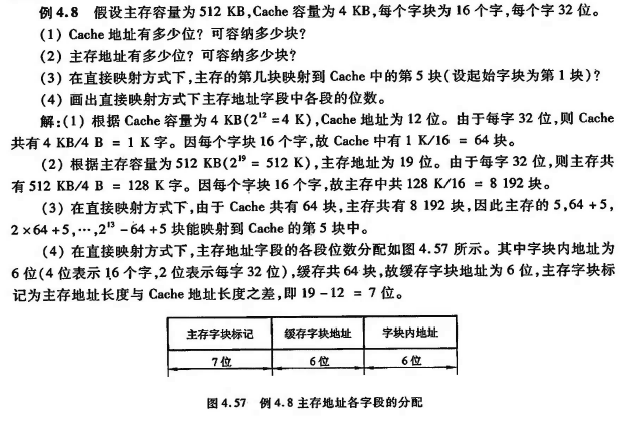 例 4.8 假设主存容量为 512 KB,Cache 容量为 4 KB,每个字块为 16 个字,每个字 32 位。
(1) Cache 地址有多少位? 可容纳多少块?
(2) 主存地址有多少位? 可容纳多少块?
(3) 在直接映射方式下,主存的第几块映射到 Cache 中的第 5 块(设起始字块为第 1 块)?
(4) 画出直接映射方式下主存地址字段中各段的位数。
解:(1) 根据 Cache 容量为 4 KB(2¹² = 4 K),Cache 地址为 12 位。由于每字 32 位,则 Cache
共有 4 KB/4 B = 1 K 字。因每个字块 16 个字,故 Cache 中有 1 K/16 = 64 块。
(2) 根据主存容量为 512 KB(2¹⁹ = 512 K),主存地址为 19 位。由于每字 32 位,则主存共
有 512 KB/4 B = 128 K 字。因每个字块 16 个字,故主存中共 128 K/16 = 8 192 块。
(3) 在直接映射方式下,由于 Cache 共有 64 块,主存共有 8 192 块,因此主存的 5,64 + 5,
2 × 64 + 5,…,2¹³ - 64 + 5 块能映射到 Cache 的第 5 块中。
(4) 在直接映射方式下,主存地址字段的各段位数分配如图 4.57 所示。其中字块内地址为
6 位(4 位表示 16 个字,2 位表示每字 32 位),缓存共 64 块,故缓存字块地址为 6 位,主存字块标
记为主存地址长度与 Cache 地址长度之差,即 19 - 12 = 7 位。
主存字块标记 缓存字块地址 字块内地址
7 位 6 位 6 位
图 4.57 例 4.8 主存地址各字段的分配